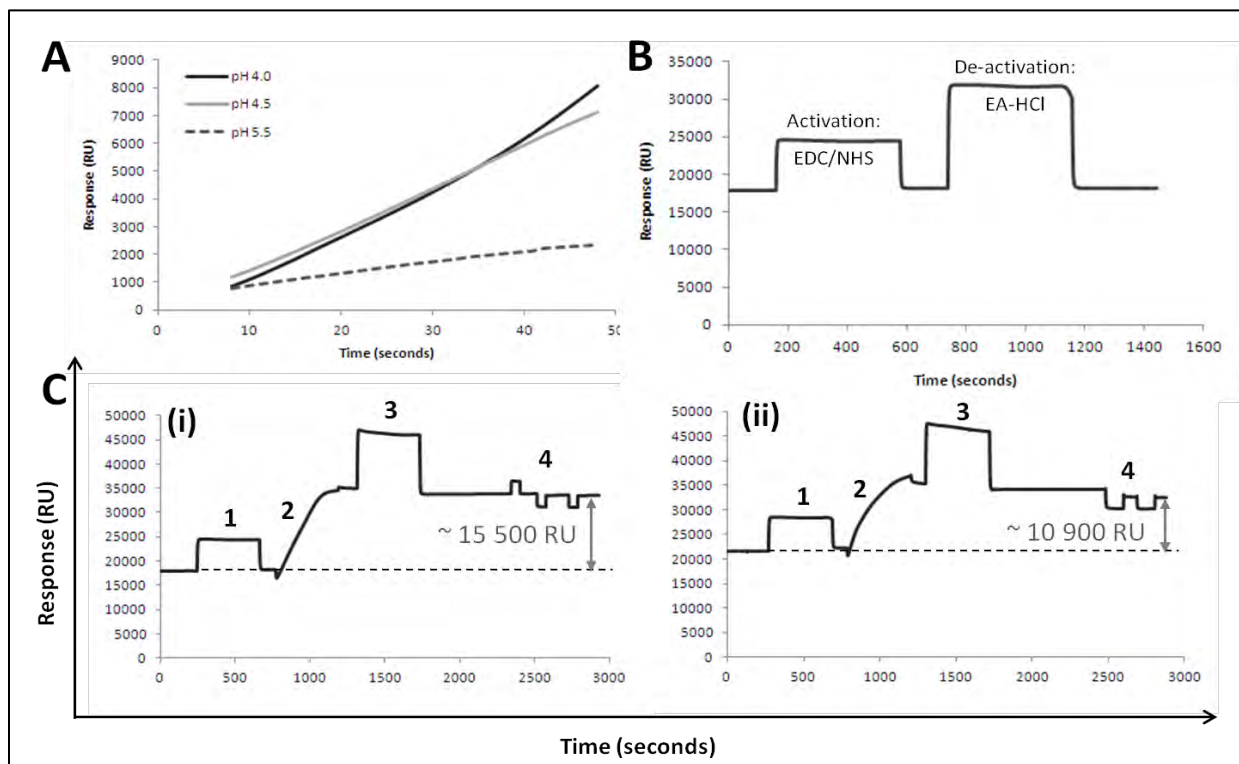 A
9000
8000
7000
6000
5000
4000
3000
2000
1000
0
Response (RU)
pH 4.0
pH 4.5
pH 5.5
0 10 20 30 40 50
Time (seconds)
B
35000
30000
25000
20000
15000
10000
5000
0
Response (RU)
Activation:
EDC/NHS
De-activation:
EA-HCl
0 200 400 600 800 1000 1200 1400 1600
Time (seconds)
C
(i)
50000
45000
40000
35000
30000
25000
20000
15000
10000
5000
0
1
2
3
4
~ 15 500 RU
0 500 1000 1500 2000 2500 3000
(ii)
50000
45000
40000
35000
30000
25000
20000
15000
10000
5000
0
1
2
3
4
~ 10 900 RU
0 500 1000 1500 2000 2500 3000
Response (RU)
Time (seconds)